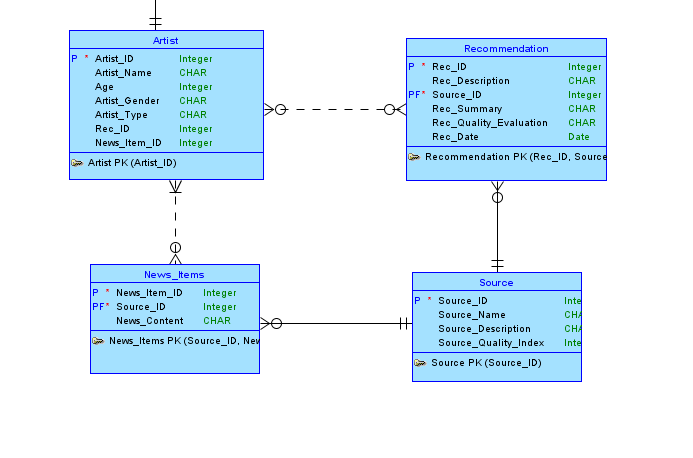 Artist
P * Artist_ID Integer
Artist_Name CHAR
Age Integer
Artist_Gender CHAR
Artist_Type CHAR
Rec_ID Integer
News_Item_ID Integer
Artist PK (Artist_ID)
Recommendation
P * Rec_ID Integer
Rec_Description CHAR
PF* Source_ID Integer
Rec_Summary CHAR
Rec_Quality_Evaluation CHAR
Rec_Date Date
Recommendation PK (Rec_ID, Source
News_Items
P * News_Item_ID Integer
PF* Source_ID Integer
News_Content CHAR
News_Items PK (Source_ID, New
Source
P * Source_ID Inte
Source_Name CHA
Source_Description CHA
Source_Quality_Index Inte
Source PK (Source_ID)